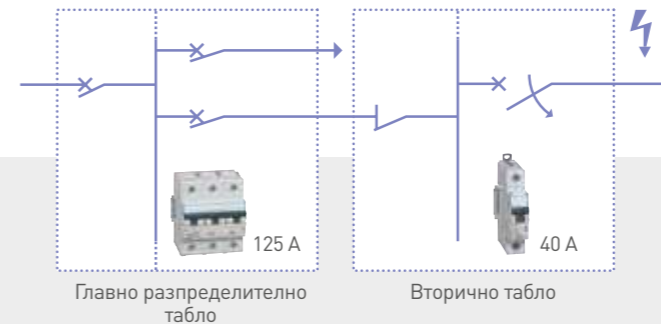 125 A
40 A
Главно разпределително
табло
Вторично табло